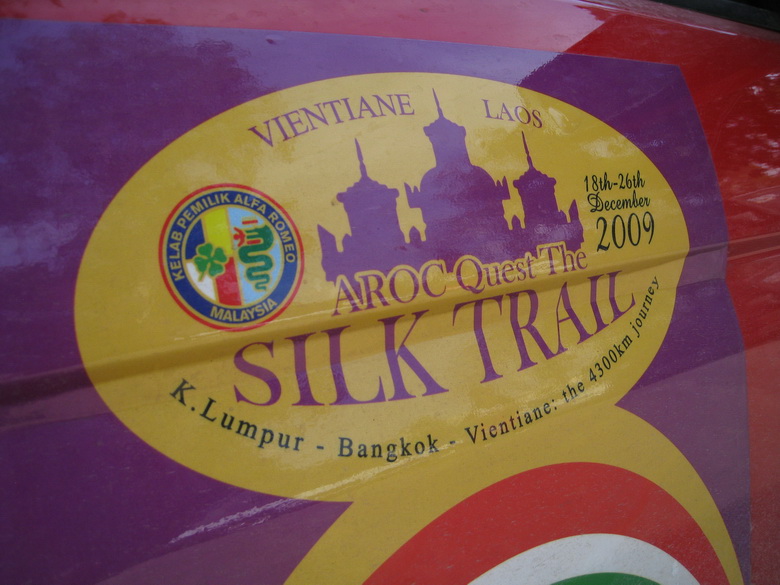 VIENTIANE LAOS
18th-26th
December
2009
KELAB PEMILIK ALFA ROMEO
MALAYSIA
AROC Quest The
SILK TRAIL
K.Lumpur - Bangkok - Vientiane: the 4300km journey